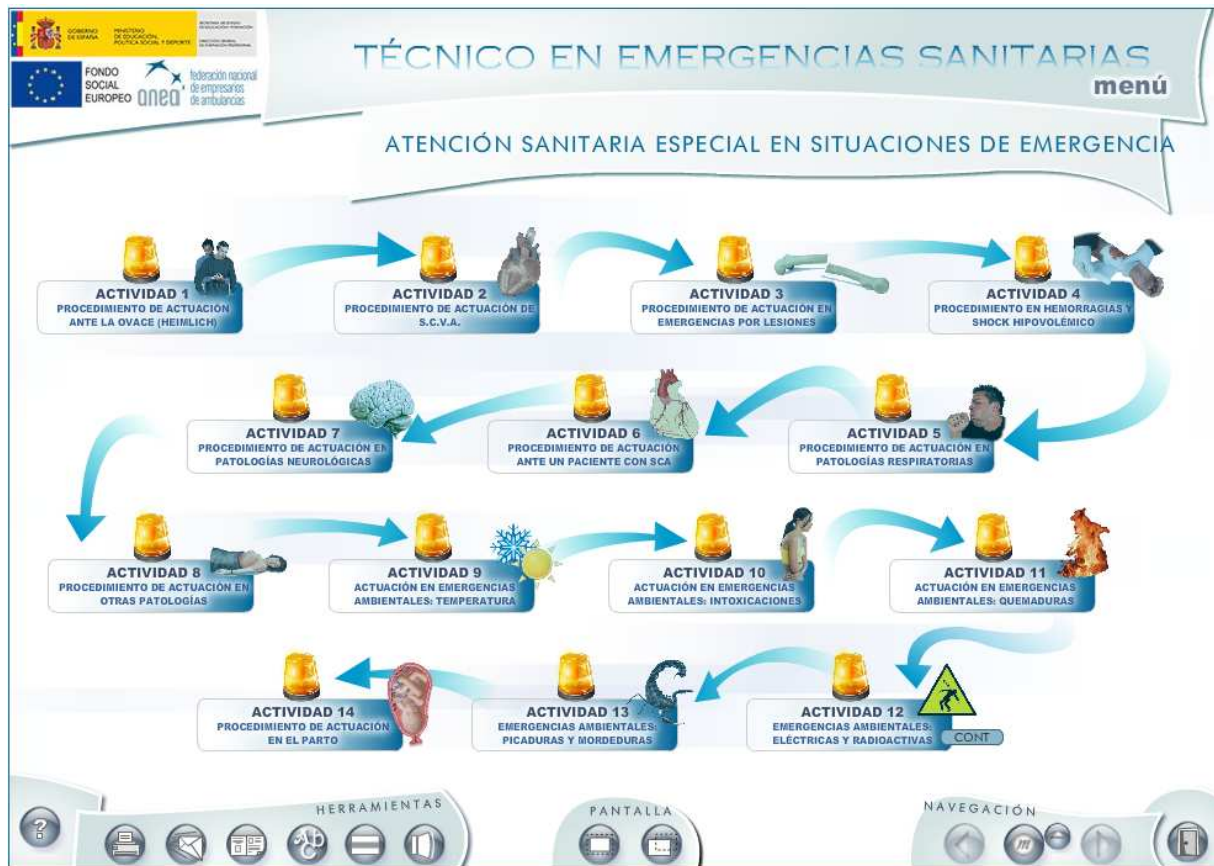 GOBIERNO
DE ESPAÑA
MINISTERIO
DE EDUCACIÓN,
POLÍTICA SOCIAL Y DEPORTE
FONDO
SOCIAL
EUROPEO
anea
federación nacional
de empresarios
de ambulancias
TÉCNICO EN EMERGENCIAS SANITARIAS
menú
ATENCIÓN SANITARIA ESPECIAL EN SITUACIONES DE EMERGENCIA
ACTIVIDAD 1
PROCEDIMIENTO DE ACTUACIÓN
ANTE LA OVACE (HEIMLICH)
ACTIVIDAD 2
PROCEDIMIENTO DE ACTUACIÓN DE
S.C.V.A.
ACTIVIDAD 3
PROCEDIMIENTO DE ACTUACIÓN EN
EMERGENCIAS POR LESIONES
ACTIVIDAD 4
PROCEDIMIENTO EN HEMORRAGIAS Y
SHOCK HIPOVOLÉMICO
ACTIVIDAD 7
PROCEDIMIENTO DE ACTUACIÓN EN
PATOLOGÍAS NEUROLÓGICAS
ACTIVIDAD 6
PROCEDIMIENTO DE ACTUACIÓN
ANTE UN PACIENTE CON SCA
ACTIVIDAD 5
PROCEDIMIENTO DE ACTUACIÓN EN
PATOLOGÍAS RESPIRATORIAS
ACTIVIDAD 8
PROCEDIMIENTO DE ACTUACIÓN EN
OTRAS PATOLOGÍAS
ACTIVIDAD 9
ACTUACIÓN EN EMERGENCIAS
AMBIENTALES: TEMPERATURA
ACTIVIDAD 10
ACTUACIÓN EN EMERGENCIAS
AMBIENTALES: INTOXICACIONES
ACTIVIDAD 11
ACTUACIÓN EN EMERGENCIAS
AMBIENTALES: QUEMADURAS
ACTIVIDAD 14
PROCEDIMIENTO DE ACTUACIÓN
EN EL PARTO
ACTIVIDAD 13
EMERGENCIAS AMBIENTALES:
PICADURAS Y MORDEDURAS
ACTIVIDAD 12
EMERGENCIAS AMBIENTALES:
ELÉCTRICAS Y RADIOACTIVAS
CONT
HERRAMIENTAS
PANTALLA
NAVEGACIÓN
?
ABC
m